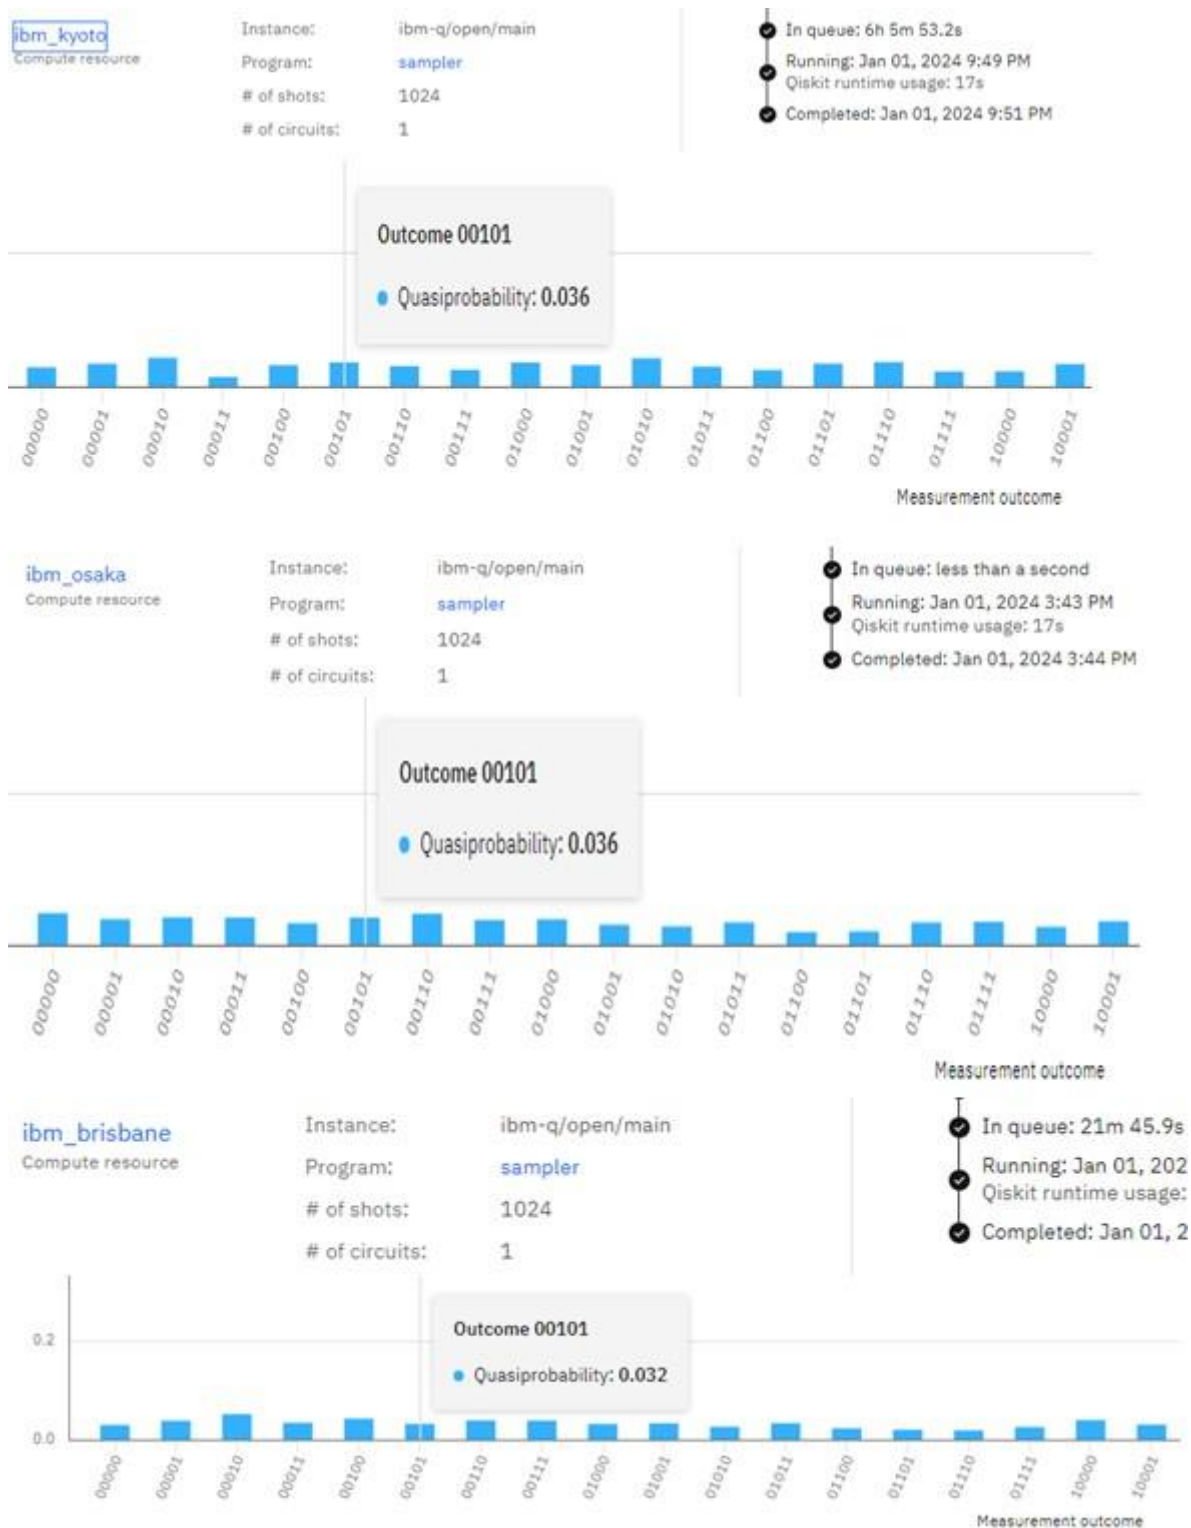 ibm_kyoto
Compute resource
Instance: ibm-q/open/main
Program: sampler
# of shots: 1024
# of circuits: 1
In queue: 6h 5m 53.2s
Running: Jan 01, 2024 9:49 PM
Qiskit runtime usage: 17s
Completed: Jan 01, 2024 9:51 PM
Outcome 00101
Quasiprobability: 0.036
00000 00001 00010 00011 00100 00101 00110 00111 01000 01001 01010 01011 01100 01101 01110 01111 10000 10001
Measurement outcome
ibm_osaka
Compute resource
Instance: ibm-q/open/main
Program: sampler
# of shots: 1024
# of circuits: 1
In queue: less than a second
Running: Jan 01, 2024 3:43 PM
Qiskit runtime usage: 17s
Completed: Jan 01, 2024 3:44 PM
Outcome 00101
Quasiprobability: 0.036
00000 00001 00010 00011 00100 00101 00110 00111 01000 01001 01010 01011 01100 01101 01110 01111 10000 10001
Measurement outcome
ibm_brisbane
Compute resource
Instance: ibm-q/open/main
Program: sampler
# of shots: 1024
# of circuits: 1
In queue: 21m 45.9s
Running: Jan 01, 202
Qiskit runtime usage:
Completed: Jan 01, 2
Outcome 00101
Quasiprobability: 0.032
0.2
0.0
00000 00001 00010 00011 00100 00101 00110 00111 01000 01001 01010 01011 01100 01101 01110 01111 10000 10001
Measurement outcome